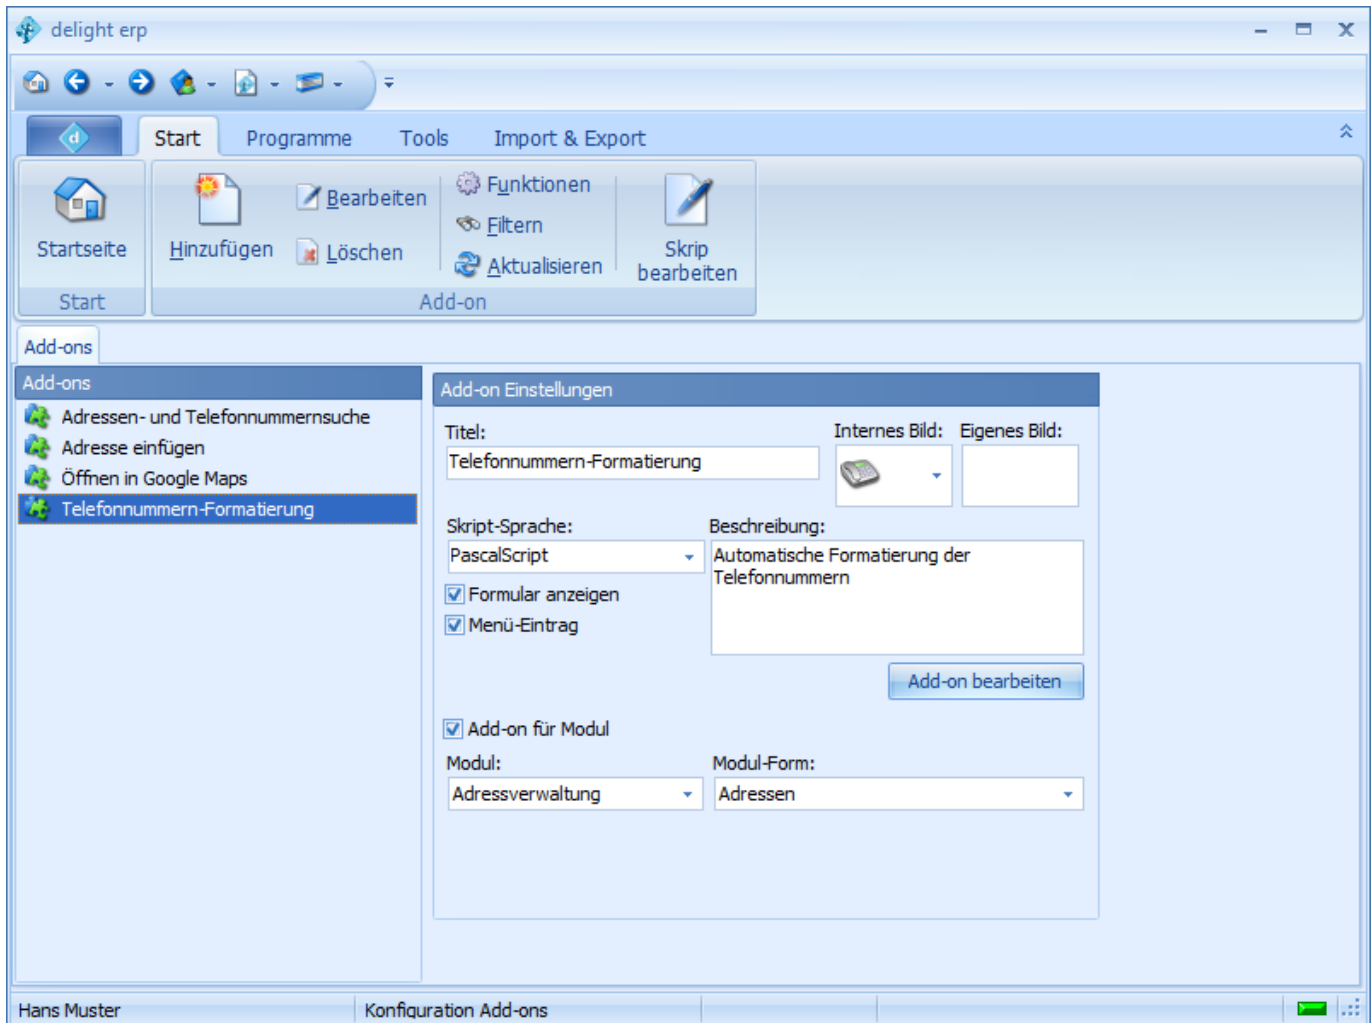 delight erp
Start Programme Tools Import & Export
Startseite
Hinzufügen
Bearbeiten
Löschen
Funktionen
Filtern
Aktualisieren
Skrip
bearbeiten
Start
Add-on
Add-ons
Add-ons
Adressen- und Telefonnummernsuche
Adresse einfügen
Öffnen in Google Maps
Telefonnummern-Formatierung
Add-on Einstellungen
Titel:
Internes Bild:
Eigenes Bild:
Telefonnummern-Formatierung
Skript-Sprache:
Beschreibung:
PascalScript
Automatische Formatierung der
Telefonnummern
Formular anzeigen
Menü-Eintrag
Add-on bearbeiten
Add-on für Modul
Modul:
Modul-Form:
Adressverwaltung
Adressen
Hans Muster
Konfiguration Add-ons